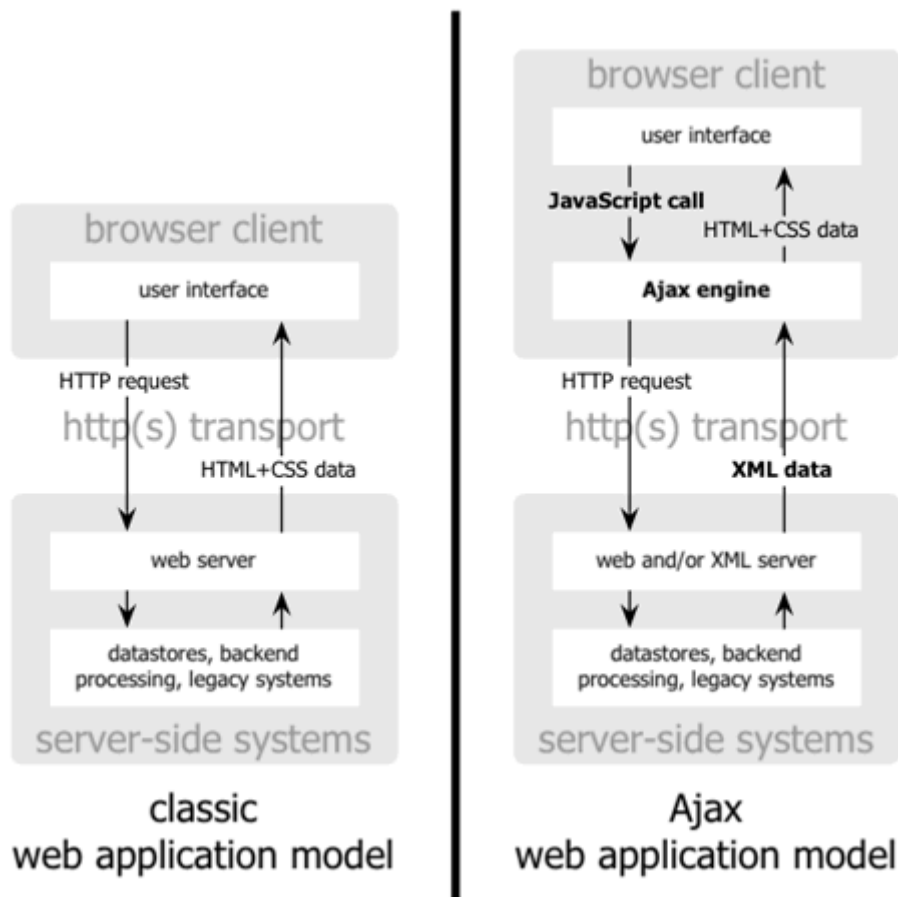 browser client
user interface
HTTP request
http(s) transport
HTML+CSS data
web server
datastores, backend
processing, legacy systems
server-side systems
classic
web application model
browser client
user interface
JavaScript call
HTML+CSS data
Ajax engine
HTTP request
http(s) transport
XML data
web and/or XML server
datastores, backend
processing, legacy systems
server-side systems
Ajax
web application model